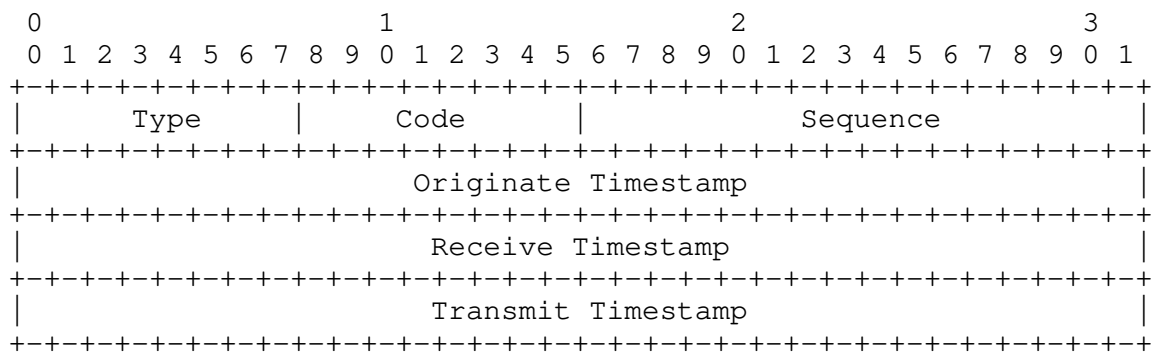 0                   1                   2                   3
 0 1 2 3 4 5 6 7 8 9 0 1 2 3 4 5 6 7 8 9 0 1 2 3 4 5 6 7 8 9 0 1
+-+-+-+-+-+-+-+-+-+-+-+-+-+-+-+-+-+-+-+-+-+-+-+-+-+-+-+-+-+-+-+-+
|      Type     |      Code     |            Sequence           |
+-+-+-+-+-+-+-+-+-+-+-+-+-+-+-+-+-+-+-+-+-+-+-+-+-+-+-+-+-+-+-+-+
|                      Originate Timestamp                      |
+-+-+-+-+-+-+-+-+-+-+-+-+-+-+-+-+-+-+-+-+-+-+-+-+-+-+-+-+-+-+-+-+
|                       Receive Timestamp                       |
+-+-+-+-+-+-+-+-+-+-+-+-+-+-+-+-+-+-+-+-+-+-+-+-+-+-+-+-+-+-+-+-+
|                       Transmit Timestamp                      |
+-+-+-+-+-+-+-+-+-+-+-+-+-+-+-+-+-+-+-+-+-+-+-+-+-+-+-+-+-+-+-+-+